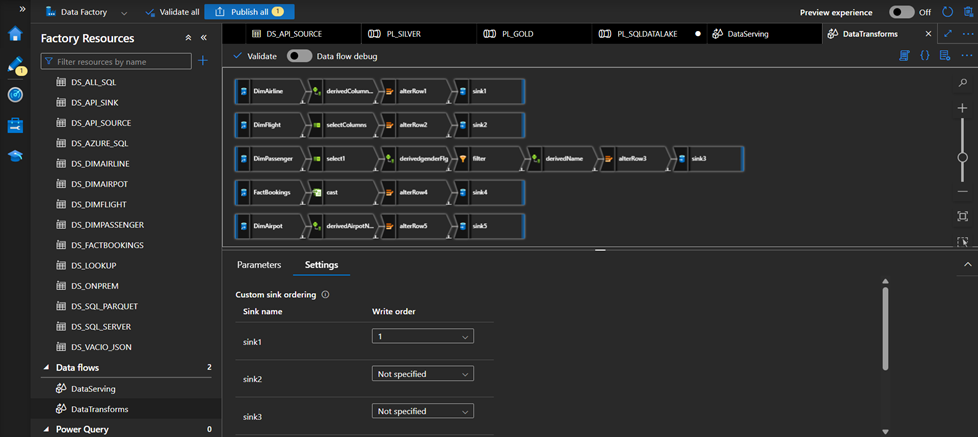 Data Factory
Validate all
Publish all 1
Preview experience
Off
Factory Resources
Filter resources by name
1
DS_ALL_SQL
DS_API_SINK
DS_API_SOURCE
DS_AZURE_SQL
DS_DIMAIRLINE
DS_DIMAIRPOT
DS_DIMFLIGHT
DS_DIMPASSENGER
DS_FACTBOOKINGS
DS_LOOKUP
DS_ONPREM
DS_SQL_PARQUET
DS_SQL_SERVER
DS_VACIO_JSON
Data flows 2
DataServing
DataTransforms
Power Query 0
DS_API_SOURCE
PL_SILVER
PL_GOLD
PL_SQLDATALAKE
DataServing
DataTransforms
Validate
Data flow debug
DimAirline derivedColumn... alterRow1 sink1
DimFlight selectColumns alterRow2 sink2
DimPassenger select1 derivedgenderFlg filter derivedName alterRow3 sink3
FactBookings cast alterRow4 sink4
DimAirpot derivedAirpotN... alterRow5 sink5
Parameters
Settings
Custom sink ordering
Sink name Write order
sink1 1
sink2 Not specified
sink3 Not specified